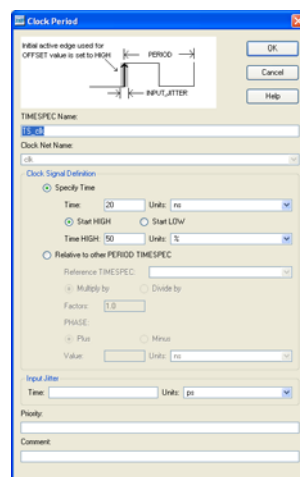 Clock Period
Initial active edge used for
OFFSET value is set to HIGH
PERIOD
INPUT_JITTER
OK
Cancel
Help
TIMESPEC Name:
TS_clk
Clock Net Name:
clk
Clock Signal Definition
Specify Time
Time: 20 Units: ns
Start HIGH Start LOW
Time HIGH: 50 Units: %
Relative to other PERIOD TIMESPEC
Reference TIMESPEC:
Multiply by Divide by
Factors: 1.0
PHASE:
Plus Minus
Value: Units: ns
Input Jitter
Time: Units: ps
Priority:
Comment: